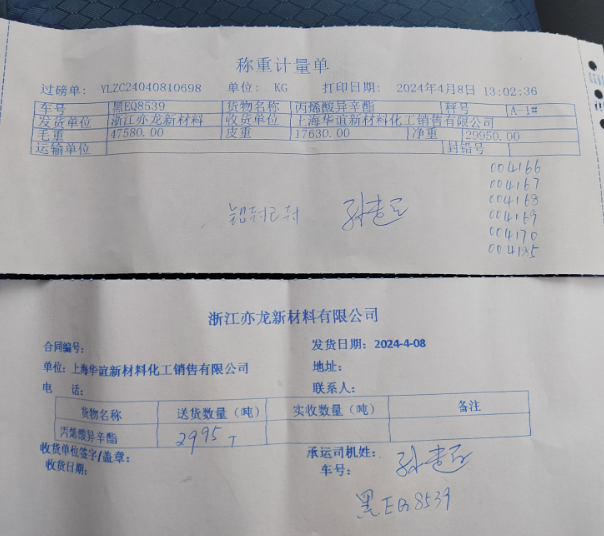 称重计量单
过磅单: YLZC24040810698 单位: KG 打印日期: 2024年4月8日 13:02:36
车号 黑EQ8539 货物名称 丙烯酸异辛酯 秤号 A-1#
发货单位 浙江亦龙新材料 收货单位 上海华谊新材料化工销售有限公司
毛重 47580.00 皮重 17630.00 净重 29950.00
运输单位 封铅号
004166
004167
004168
004169
004170
004135
铅封已封
浙江亦龙新材料有限公司
合同编号: 发货日期: 2024-4-08
单位: 上海华谊新材料化工销售有限公司 地址:
电 话: 联系人:
货物名称 送货数量（吨） 实收数量（吨） 备注
丙烯酸异辛酯 29.95 T
收货单位签字/盖章: 承运司机姓:
收货日期: 车号:
黑EQ8539